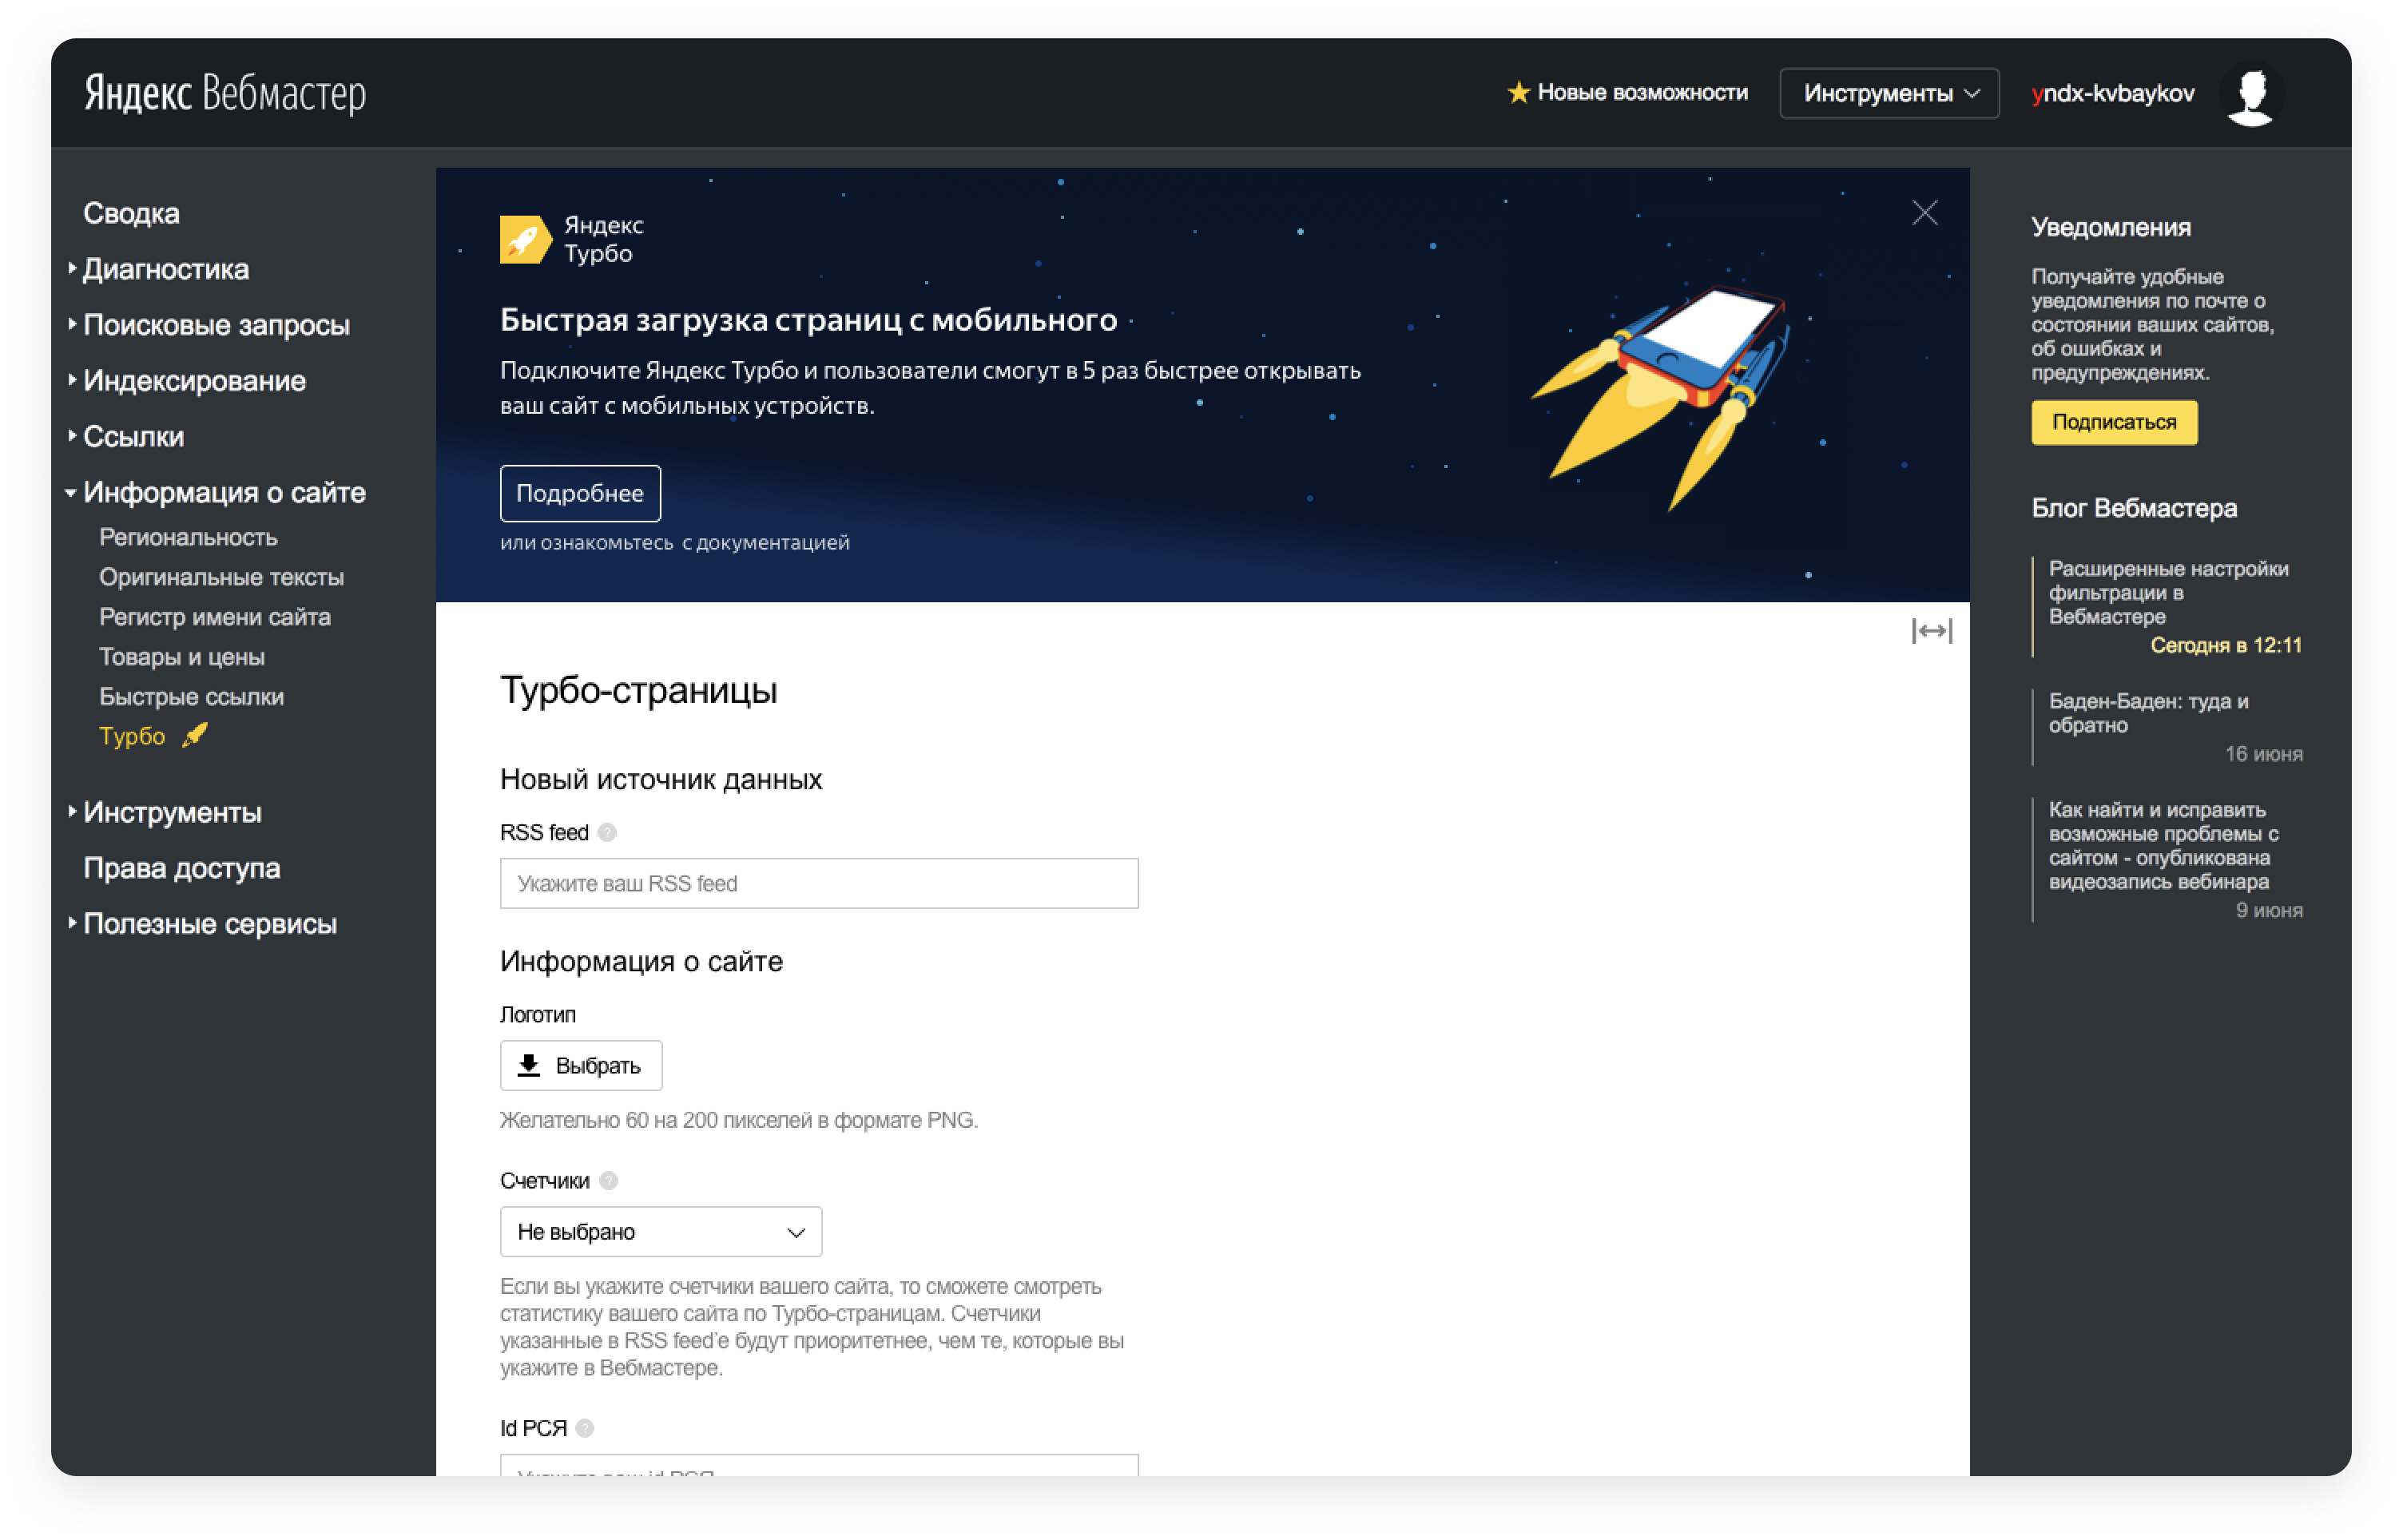 Яндекс Вебмастер
Новые возможности
Инструменты
yndx-kvbaykov
Сводка
Диагностика
Поисковые запросы
Индексирование
Ссылки
Информация о сайте
Региональность
Оригинальные тексты
Регистр имени сайта
Товары и цены
Быстрые ссылки
Турбо
Инструменты
Права доступа
Полезные сервисы
Яндекс
Турбо
Быстрая загрузка страниц с мобильного
Подключите Яндекс Турбо и пользователи смогут в 5 раз быстрее открывать
ваш сайт с мобильных устройств.
Подробнее
или ознакомьтесь с документацией
Турбо-страницы
Новый источник данных
RSS feed ?
Укажите ваш RSS feed
Информация о сайте
Логотип
Выбрать
Желательно 60 на 200 пикселей в формате PNG.
Счетчики ?
Не выбрано
Если вы укажите счетчики вашего сайта, то сможете смотреть
статистику вашего сайта по Турбо-страницам. Счетчики
указанные в RSS feed'е будут приоритетнее, чем те, которые вы
укажите в Вебмастере.
Id РСЯ ?
Укажите ваш id РСЯ
Уведомления
Получайте удобные
уведомления по почте о
состоянии ваших сайтов,
об ошибках и
предупреждениях.
Подписаться
Блог Вебмастера
Расширенные настройки
фильтрации в
Вебмастере
Сегодня в 12:11
Баден-Баден: туда и
обратно
16 июня
Как найти и исправить
возможные проблемы с
сайтом - опубликована
видеозапись вебинара
9 июня